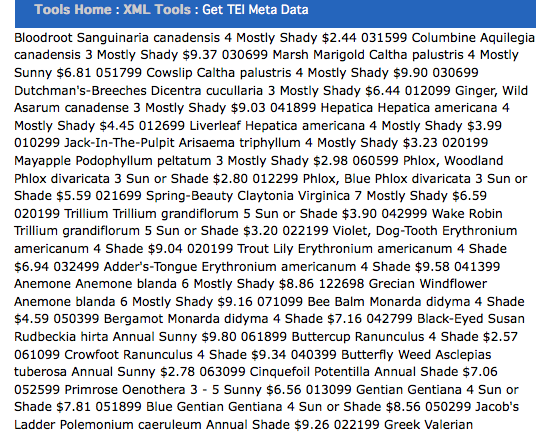 Tools Home : XML Tools : Get TEI Meta Data
Bloodroot Sanguinaria canadensis 4 Mostly Shady $2.44 031599 Columbine Aquilegia
canadensis 3 Mostly Shady $9.37 030699 Marsh Marigold Caltha palustris 4 Mostly
Sunny $6.81 051799 Cowslip Caltha palustris 4 Mostly Shady $9.90 030699
Dutchman's-Breeches Dicentra cucullaria 3 Mostly Shady $6.44 012099 Ginger, Wild
Asarum canadense 3 Mostly Shady $9.03 041899 Hepatica Hepatica americana 4
Mostly Shady $4.45 012699 Liverleaf Hepatica americana 4 Mostly Shady $3.99
010299 Jack-In-The-Pulpit Arisaema triphyllum 4 Mostly Shady $3.23 020199
Mayapple Podophyllum peltatum 3 Mostly Shady $2.98 060599 Phlox, Woodland
Phlox divaricata 3 Sun or Shade $2.80 012299 Phlox, Blue Phlox divaricata 3 Sun or
Shade $5.59 021699 Spring-Beauty Claytonia Virginica 7 Mostly Shady $6.59
020199 Trillium Trillium grandiflorum 5 Sun or Shade $3.90 042999 Wake Robin
Trillium grandiflorum 5 Sun or Shade $3.20 022199 Violet, Dog-Tooth Erythronium
americanum 4 Shade $9.04 020199 Trout Lily Erythronium americanum 4 Shade
$6.94 032499 Adder's-Tongue Erythronium americanum 4 Shade $9.58 041399
Anemone Anemone blanda 6 Mostly Shady $8.86 122698 Grecian Windflower
Anemone blanda 6 Mostly Shady $9.16 071099 Bee Balm Monarda didyma 4 Shade
$4.59 050399 Bergamot Monarda didyma 4 Shade $7.16 042799 Black-Eyed Susan
Rudbeckia hirta Annual Sunny $9.80 061899 Buttercup Ranunculus 4 Shade $2.57
061099 Crowfoot Ranunculus 4 Shade $9.34 040399 Butterfly Weed Asclepias
tuberosa Annual Sunny $2.78 063099 Cinquefoil Potentilla Annual Shade $7.06
052599 Primrose Oenothera 3 - 5 Sunny $6.56 013099 Gentian Gentiana 4 Sun or
Shade $7.81 051899 Blue Gentian Gentiana 4 Sun or Shade $8.56 050299 Jacob's
Ladder Polemonium caeruleum Annual Shade $9.26 022199 Greek Valerian